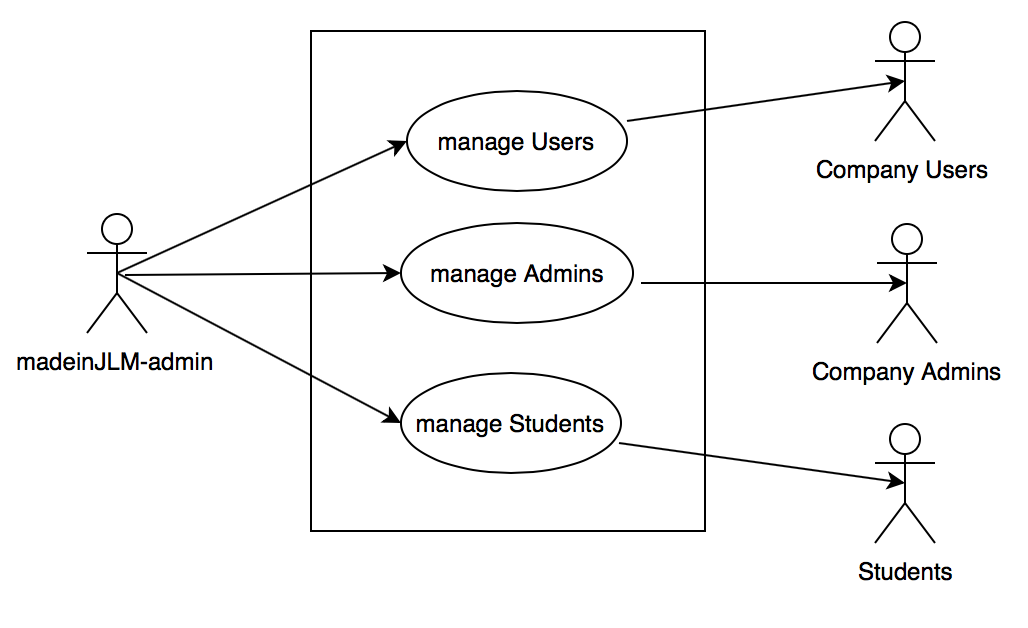 manage Users
Company Users
manage Admins
madeinJLM-admin
Company Admins
manage Students
Students